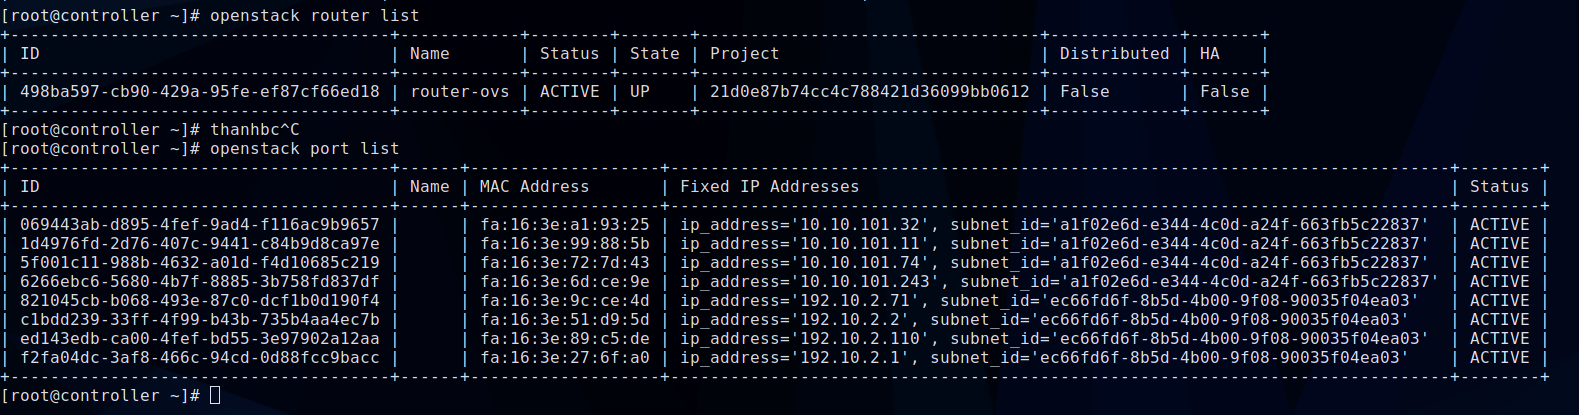 [root@controller ~]# openstack router list
+--------------------------------------+------------+--------+-------+----------------------------------+-------------+-------+
| ID                                   | Name       | Status | State | Project                          | Distributed | HA    |
+--------------------------------------+------------+--------+-------+----------------------------------+-------------+-------+
| 498ba597-cb90-429a-95fe-ef87cf66ed18 | router-ovs | ACTIVE | UP    | 21d0e87b74cc4c788421d36099bb0612 | False       | False |
+--------------------------------------+------------+--------+-------+----------------------------------+-------------+-------+
[root@controller ~]# thanhbc^C
[root@controller ~]# openstack port list
+--------------------------------------+------+-------------------+------------------------------------------------------------------------------+--------+
| ID                                   | Name | MAC Address       | Fixed IP Addresses                                                           | Status |
+--------------------------------------+------+-------------------+------------------------------------------------------------------------------+--------+
| 069443ab-d895-4fef-9ad4-f116ac9b9657 |      | fa:16:3e:a1:93:25 | ip_address='10.10.101.32', subnet_id='a1f02e6d-e344-4c0d-a24f-663fb5c22837'  | ACTIVE |
| 1d4976fd-2d76-407c-9441-c84b9d8ca97e |      | fa:16:3e:99:88:5b | ip_address='10.10.101.11', subnet_id='a1f02e6d-e344-4c0d-a24f-663fb5c22837'  | ACTIVE |
| 5f001c11-988b-4632-a01d-f4d10685c219 |      | fa:16:3e:72:7d:43 | ip_address='10.10.101.74', subnet_id='a1f02e6d-e344-4c0d-a24f-663fb5c22837'  | ACTIVE |
| 6266ebc6-5680-4b7f-8885-3b758fd837df |      | fa:16:3e:6d:ce:9e | ip_address='10.10.101.243', subnet_id='a1f02e6d-e344-4c0d-a24f-663fb5c22837' | ACTIVE |
| 821045cb-b068-493e-87c0-dcf1b0d190f4 |      | fa:16:3e:9c:ce:4d | ip_address='192.10.2.71', subnet_id='ec66fd6f-8b5d-4b00-9f08-90035f04ea03'   | ACTIVE |
| c1bdd239-33ff-4f99-b43b-735b4aa4ec7b |      | fa:16:3e:51:d9:5d | ip_address='192.10.2.2', subnet_id='ec66fd6f-8b5d-4b00-9f08-90035f04ea03'    | ACTIVE |
| ed143edb-ca00-4fef-bd55-3e97902a12aa |      | fa:16:3e:89:c5:de | ip_address='192.10.2.110', subnet_id='ec66fd6f-8b5d-4b00-9f08-90035f04ea03'  | ACTIVE |
| f2fa04dc-3af8-466c-94cd-0d88fcc9bacc |      | fa:16:3e:27:6f:a0 | ip_address='192.10.2.1', subnet_id='ec66fd6f-8b5d-4b00-9f08-90035f04ea03'    | ACTIVE |
+--------------------------------------+------+-------------------+------------------------------------------------------------------------------+--------+
[root@controller ~]#